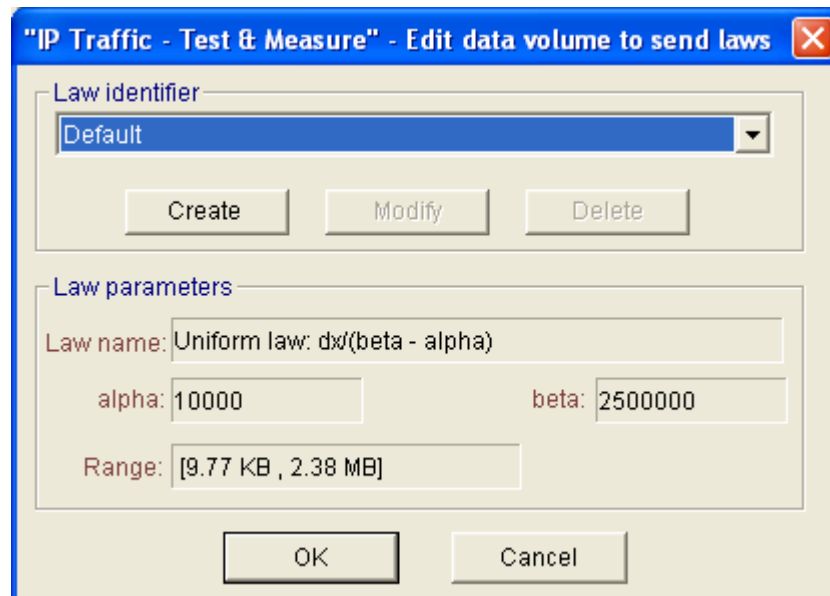 "IP Traffic - Test & Measure" - Edit data volume to send laws
Law identifier
Default
Create Modify Delete
Law parameters
Law name: Uniform law: dx/(beta - alpha)
alpha: 10000 beta: 2500000
Range: [9.77 KB , 2.38 MB]
OK Cancel